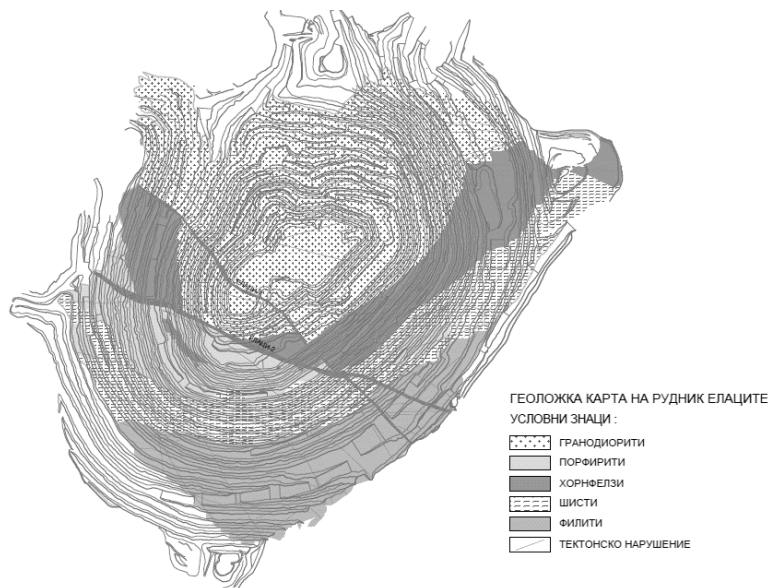 ГЕОЛОЖКА КАРТА НА РУДНИК ЕЛАЦИТЕ
УСЛОВНИ ЗНАЦИ :
ГРАНОДИОРИТИ
ПОРФИРИТИ
ХОРНФЕЛЗИ
ШИСТИ
ФИЛИТИ
ТЕКТОНСКО НАРУШЕНИЕ